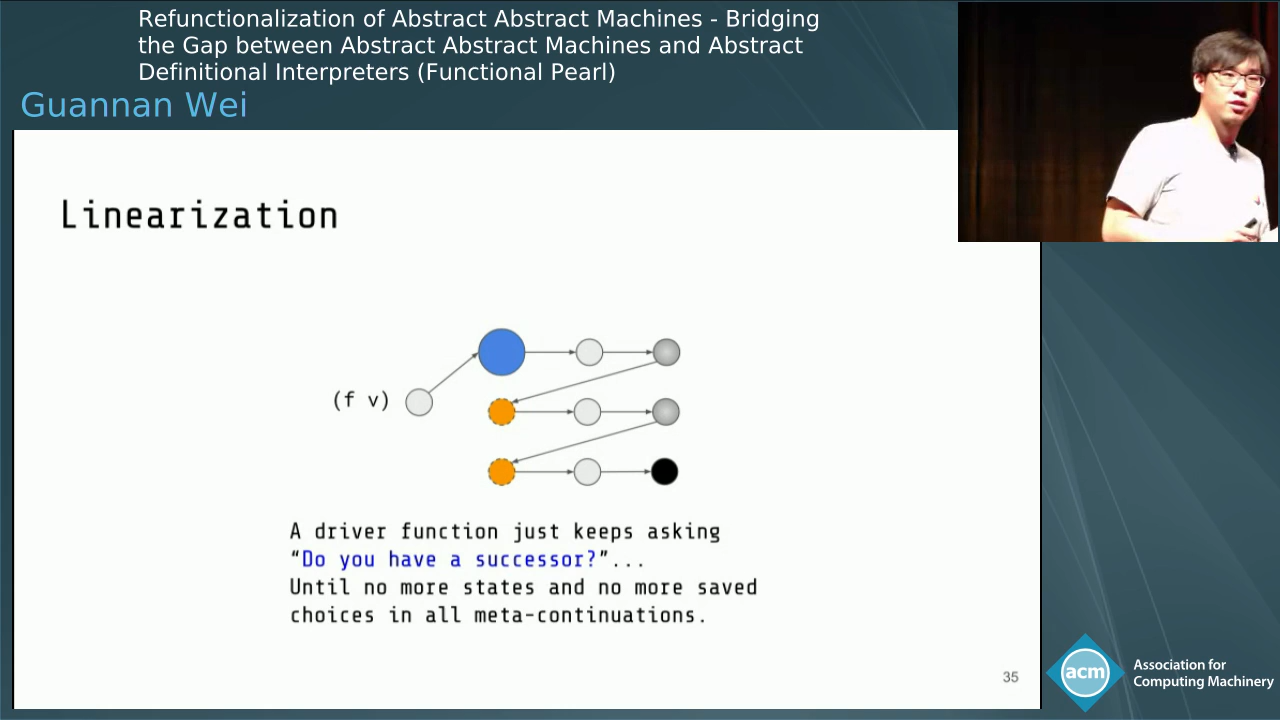 Refunctionalization of Abstract Abstract Machines - Bridging
the Gap between Abstract Abstract Machines and Abstract
Definitional Interpreters (Functional Pearl)
Guannan Wei
Linearization
(f v)
A driver function just keeps asking
“Do you have a successor?”...
Until no more states and no more saved
choices in all meta-continuations.
35
acm
Association for
Computing Machinery